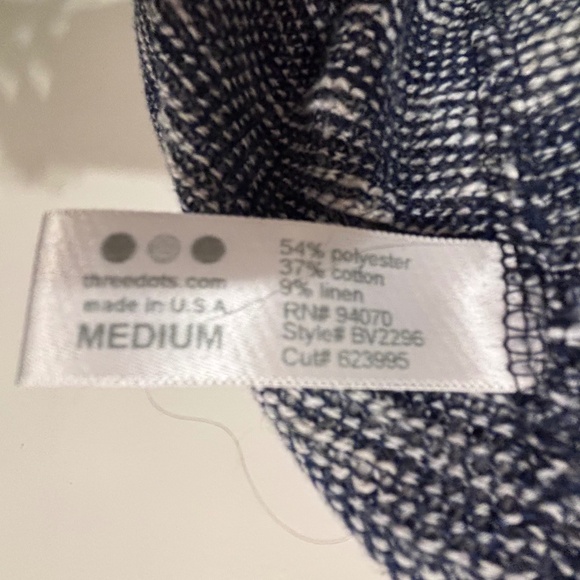 threedots.com
made in U.S.A
MEDIUM
54% polyester
37% cotton
9% linen
RN# 94070
Style# BV2296
Cut# 623995